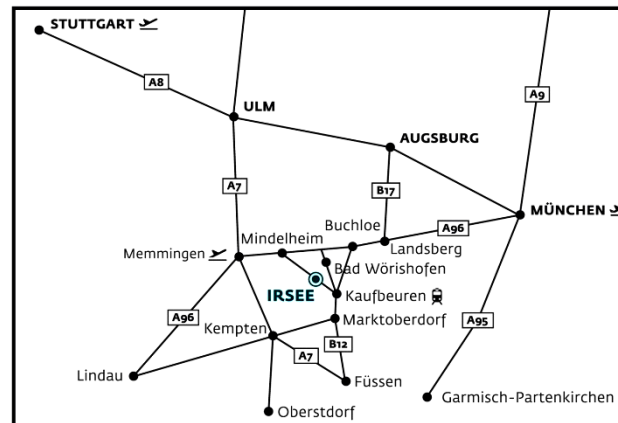 STUTTGART
A8
A9
ULM
AUGSBURG
A7
B17
MÜNCHEN
Buchloe
A96
Mindelheim
Landsberg
Memmingen
Bad Wörishofen
IRSEE
Kaufbeuren
A96
Marktoberdorf
A95
Kempten
B12
A7
Lindau
Füssen
Garmisch-Partenkirchen
Oberstdorf